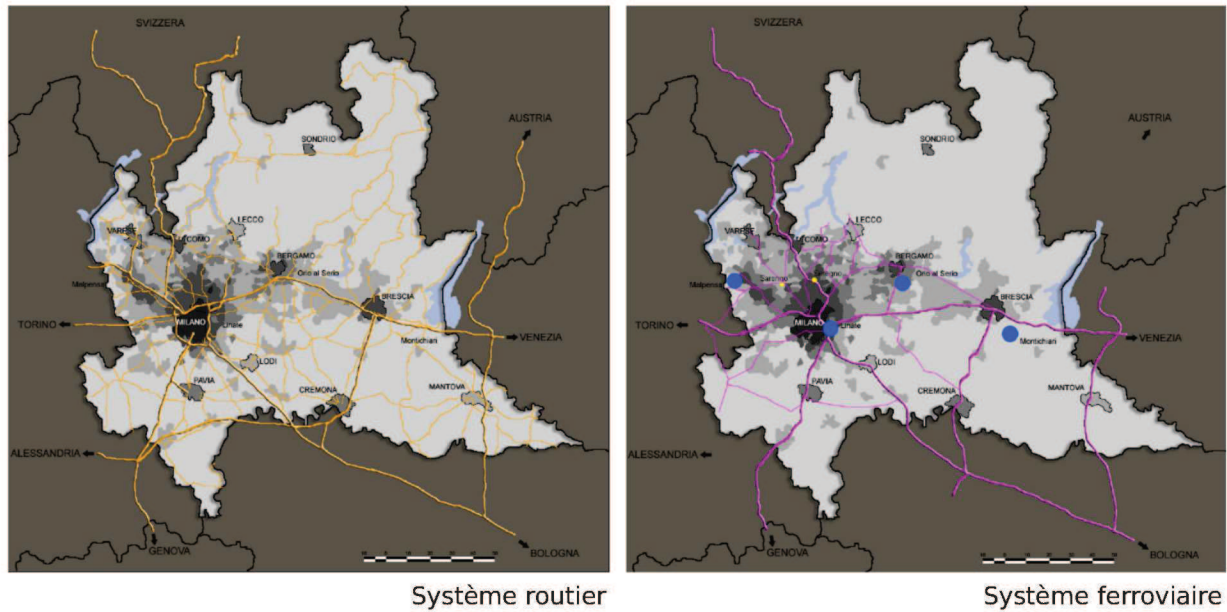 SVIZZERA
AUSTRIA
SONDRIO
LECCO
VARESE
COMO
BERGAMO
Orio al Serio
Malpensa
BRESCIA
TORINO
MILANO
Linate
VENEZIA
Montichiari
LODI
PAVIA
CREMONA
MANTOVA
ALESSANDRIA
GENOVA
BOLOGNA
Système routier
SVIZZERA
AUSTRIA
SONDRIO
LECCO
VARESE
COMO
BERGAMO
Orio al Serio
Malpensa
Saronno
BRESCIA
TORINO
MILANO
Linate
VENEZIA
Montichiari
LODI
PAVIA
CREMONA
MANTOVA
ALESSANDRIA
GENOVA
BOLOGNA
Système ferroviaire